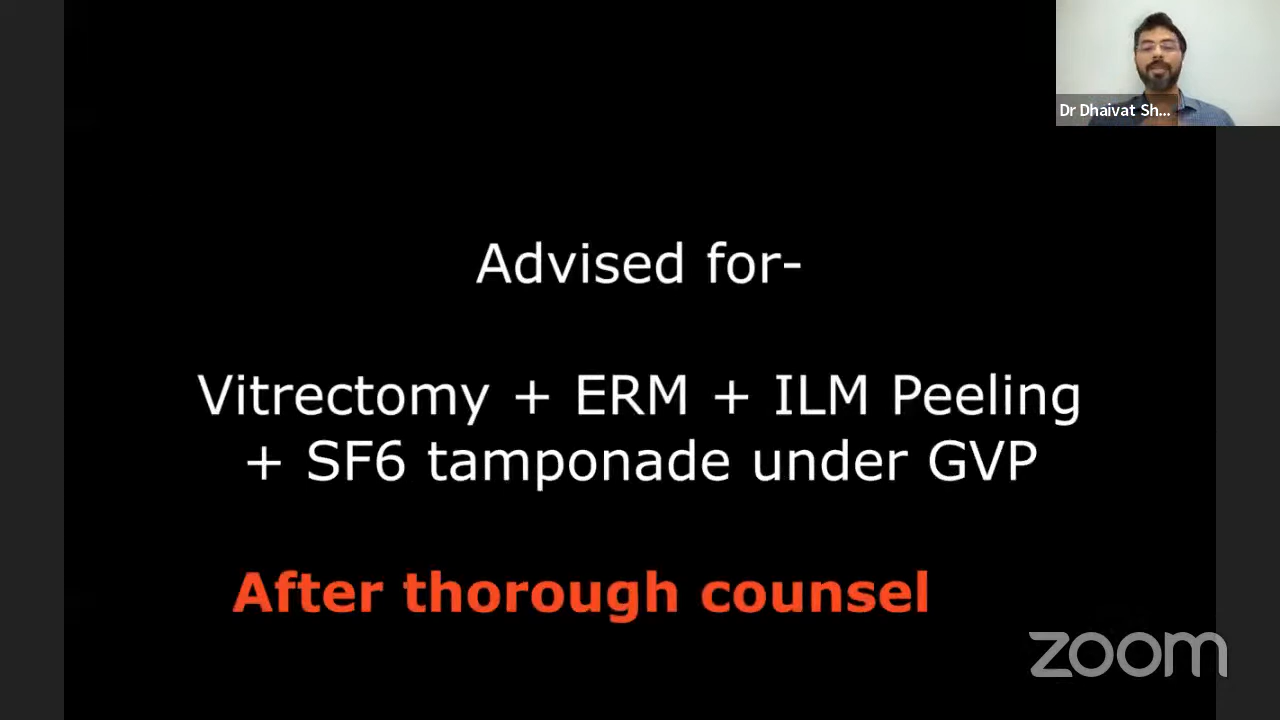 Dr Dhaivat Sh...
Advised for-
Vitrectomy + ERM + ILM Peeling
+ SF6 tamponade under GVP
After thorough counsel
zoom